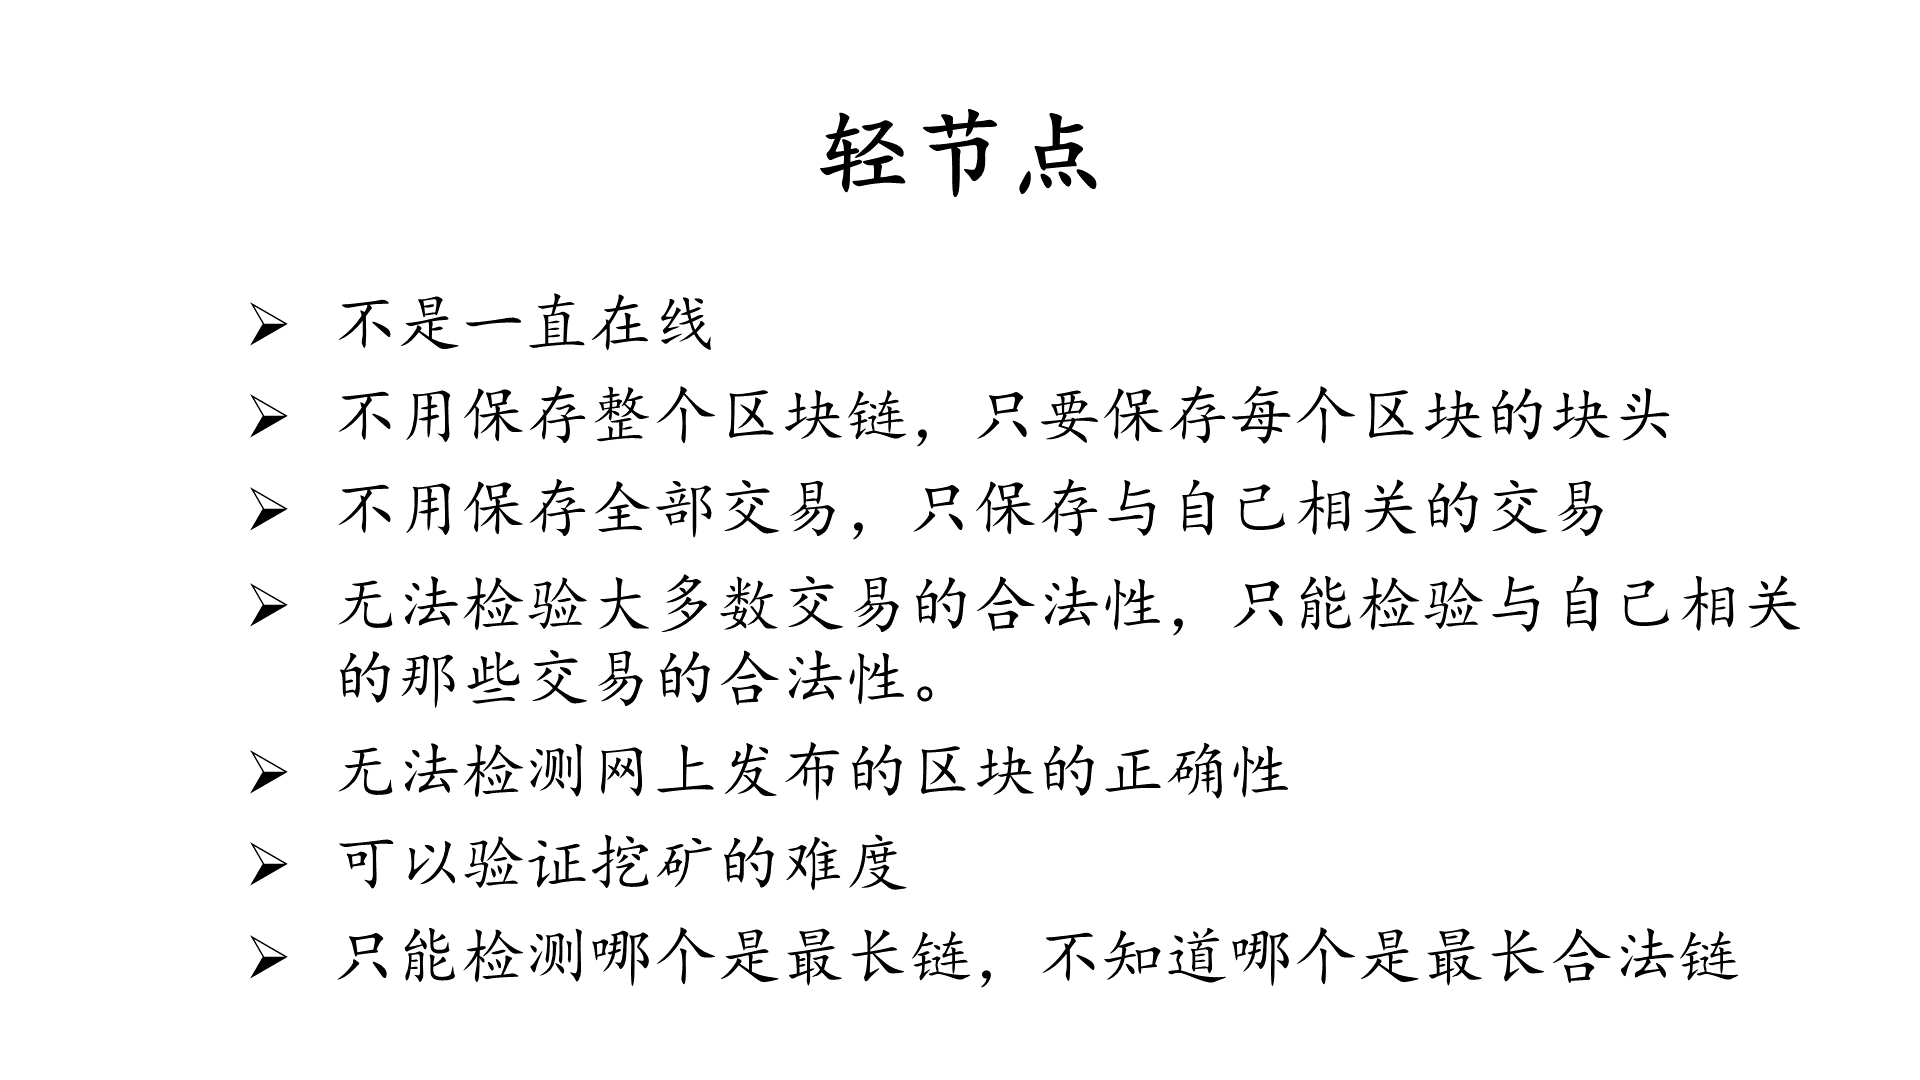 轻节点
➢ 不是一直在线
➢ 不用保存整个区块链，只要保存每个区块的块头
➢ 不用保存全部交易，只保存与自己相关的交易
➢ 无法检验大多数交易的合法性，只能检验与自己相关
的那些交易的合法性。
➢ 无法检测网上发布的区块的正确性
➢ 可以验证挖矿的难度
➢ 只能检测哪个是最长链，不知道哪个是最长合法链